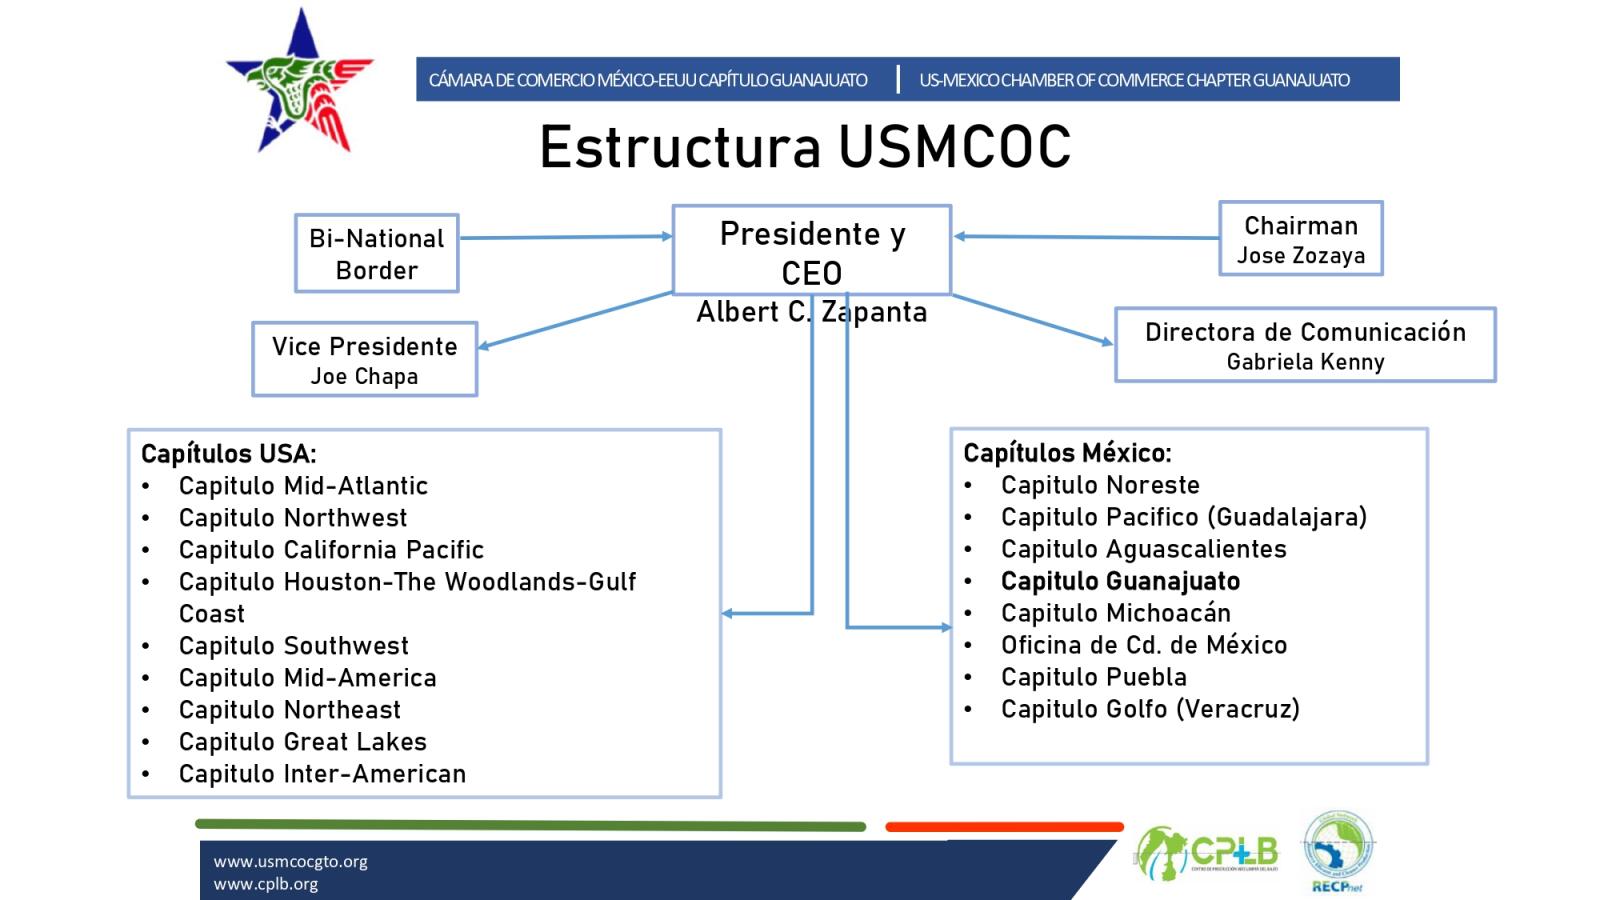 CÁMARA DE COMERCIO MÉXICO-EEUU CAPÍTULO GUANAJUATO | US-MEXICO CHAMBER OF COMMERCE CHAPTER GUANAJUATO
Estructura USMCOC
Bi-National
Border
Presidente y
CEO
Albert C. Zapanta
Chairman
Jose Zozaya
Vice Presidente
Joe Chapa
Directora de Comunicación
Gabriela Kenny
Capítulos USA:
• Capitulo Mid-Atlantic
• Capitulo Northwest
• Capitulo California Pacific
• Capitulo Houston-The Woodlands-Gulf
Coast
• Capitulo Southwest
• Capitulo Mid-America
• Capitulo Northeast
• Capitulo Great Lakes
• Capitulo Inter-American
Capítulos México:
• Capitulo Noreste
• Capitulo Pacifico (Guadalajara)
• Capitulo Aguascalientes
• Capitulo Guanajuato
• Capitulo Michoacán
• Oficina de Cd. de México
• Capitulo Puebla
• Capitulo Golfo (Veracruz)
www.usmcocgto.org
www.cplb.org
CPLB
RECPnet